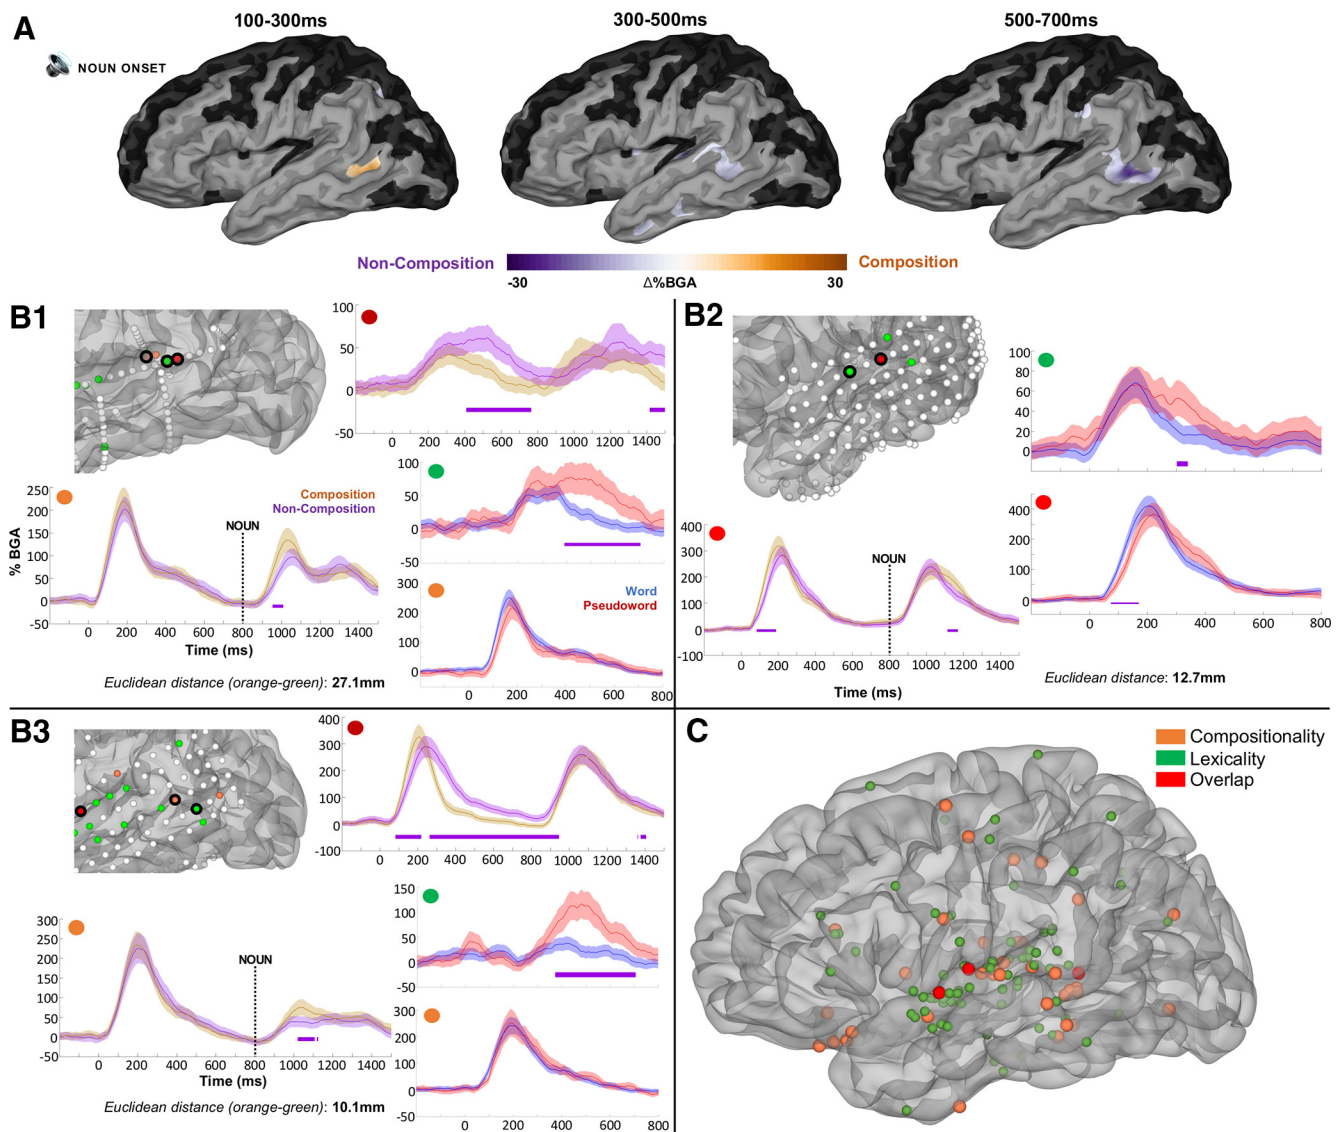 A
100-300ms
300-500ms
500-700ms
NOUN ONSET
Non-Composition
Composition
-30
Δ%BGA
30
B1
100
50
0
-50
0 200 400 600 800 1000 1200 1400
250
200
150
100
50
0
-50
% BGA
Composition
Non-Composition
NOUN
0 200 400 600 800 1000 1200 1400
Time (ms)
100
50
0
-50
300
200
100
0
Word
Pseudoword
0 200 400 600 800
Euclidean distance (orange-green): 27.1mm
B2
100
80
60
40
20
0
0 200 400 600 800
400
300
200
100
0
-100
NOUN
0 200 400 600 800 1000 1200 1400
Time (ms)
400
100
200
100
0
0 200 400 600 800
Euclidean distance: 12.7mm
B3
400
300
200
100
0
-100
0 200 400 600 800 1000 1200 1400
300
250
200
150
100
50
0
-50
NOUN
0 200 400 600 800 1000 1200 1400
Time (ms)
150
100
50
0
-50
300
200
100
0
-50
0 200 400 600 800
Euclidean distance (orange-green): 10.1mm
C
Compositionality
Lexicality
Overlap